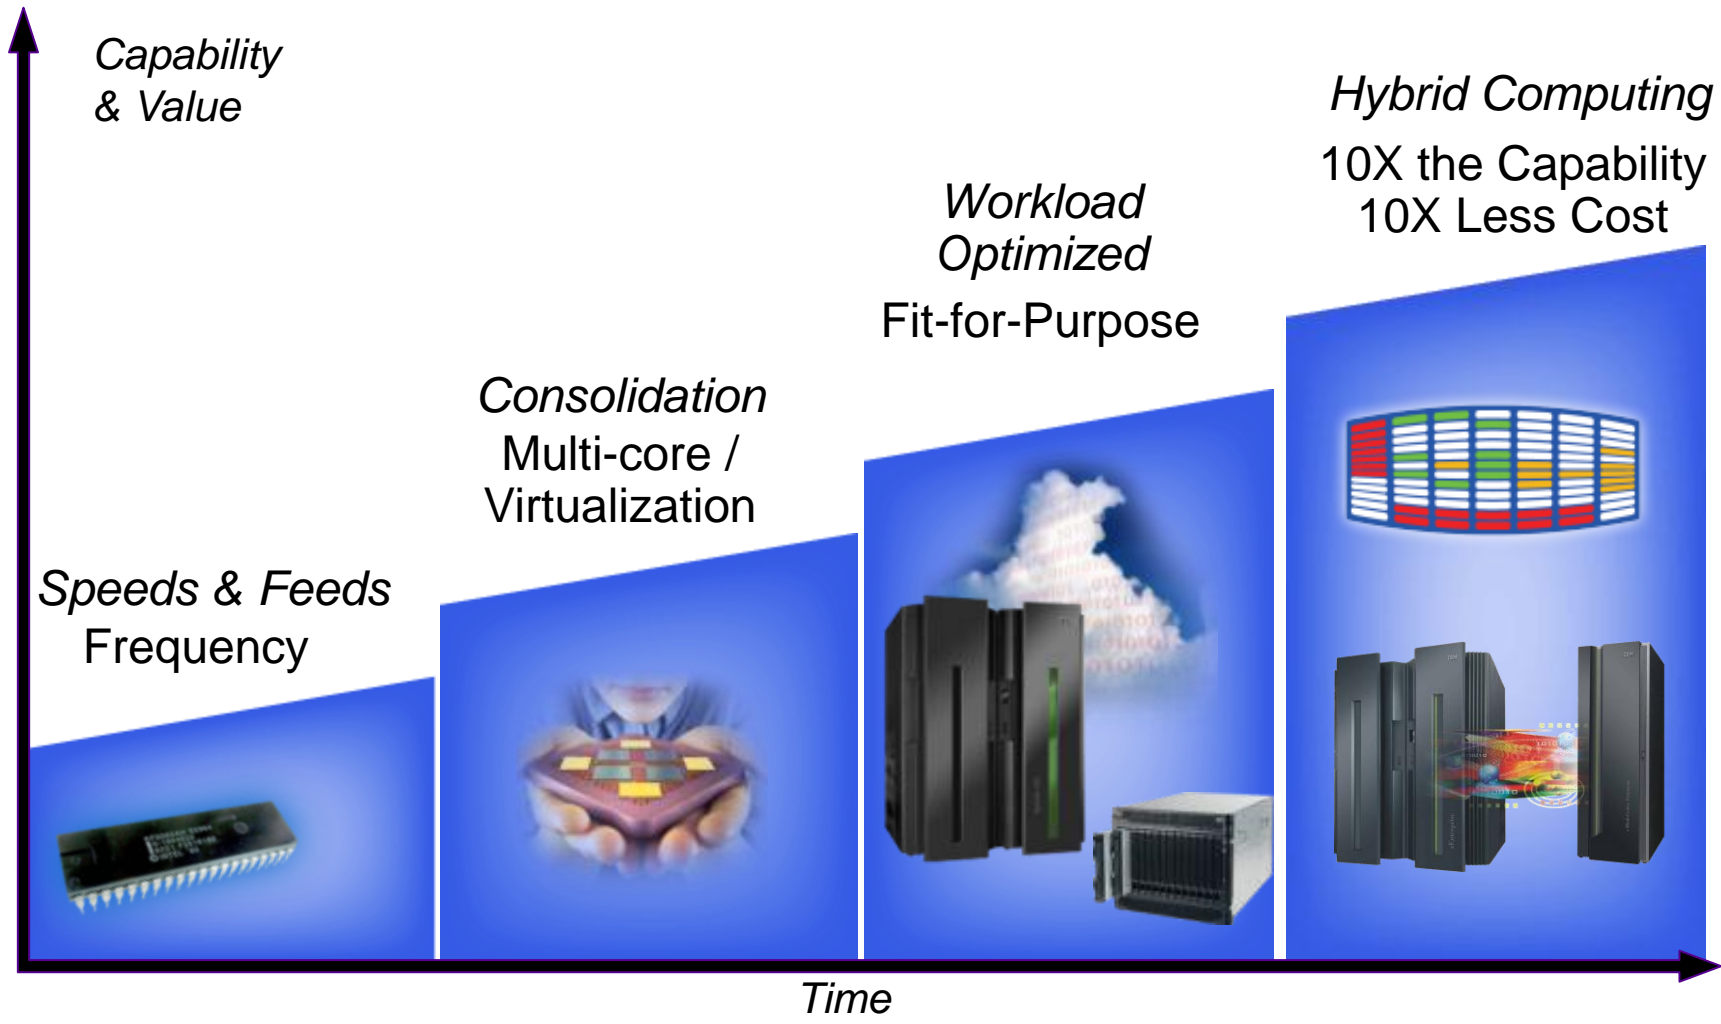 Capability
& Value
Hybrid Computing
10X the Capability
10X Less Cost
Workload
Optimized
Fit-for-Purpose
Consolidation
Multi-core /
Virtualization
Speeds & Feeds
Frequency
Time